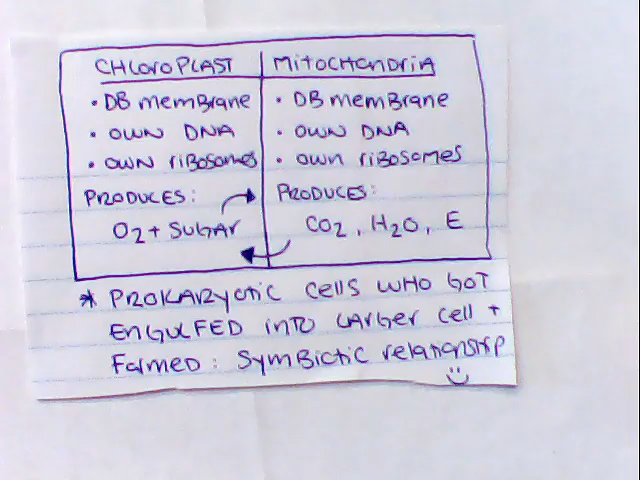 CHLOROPLAST
• DB MEMBRANE
• OWN DNA
• OWN RIBOSOMES
PRODUCES:
O2 + SUGAR
MITOCHONDRIA
• DB MEMBRANE
• OWN DNA
• OWN RIBOSOMES
PRODUCES:
CO2, H2O, E
* PROKARYOTIC CELLS WHO GOT
ENGULFED INTO LARGER CELL +
FARMED: SYMBIOTIC RELATIONSHIP